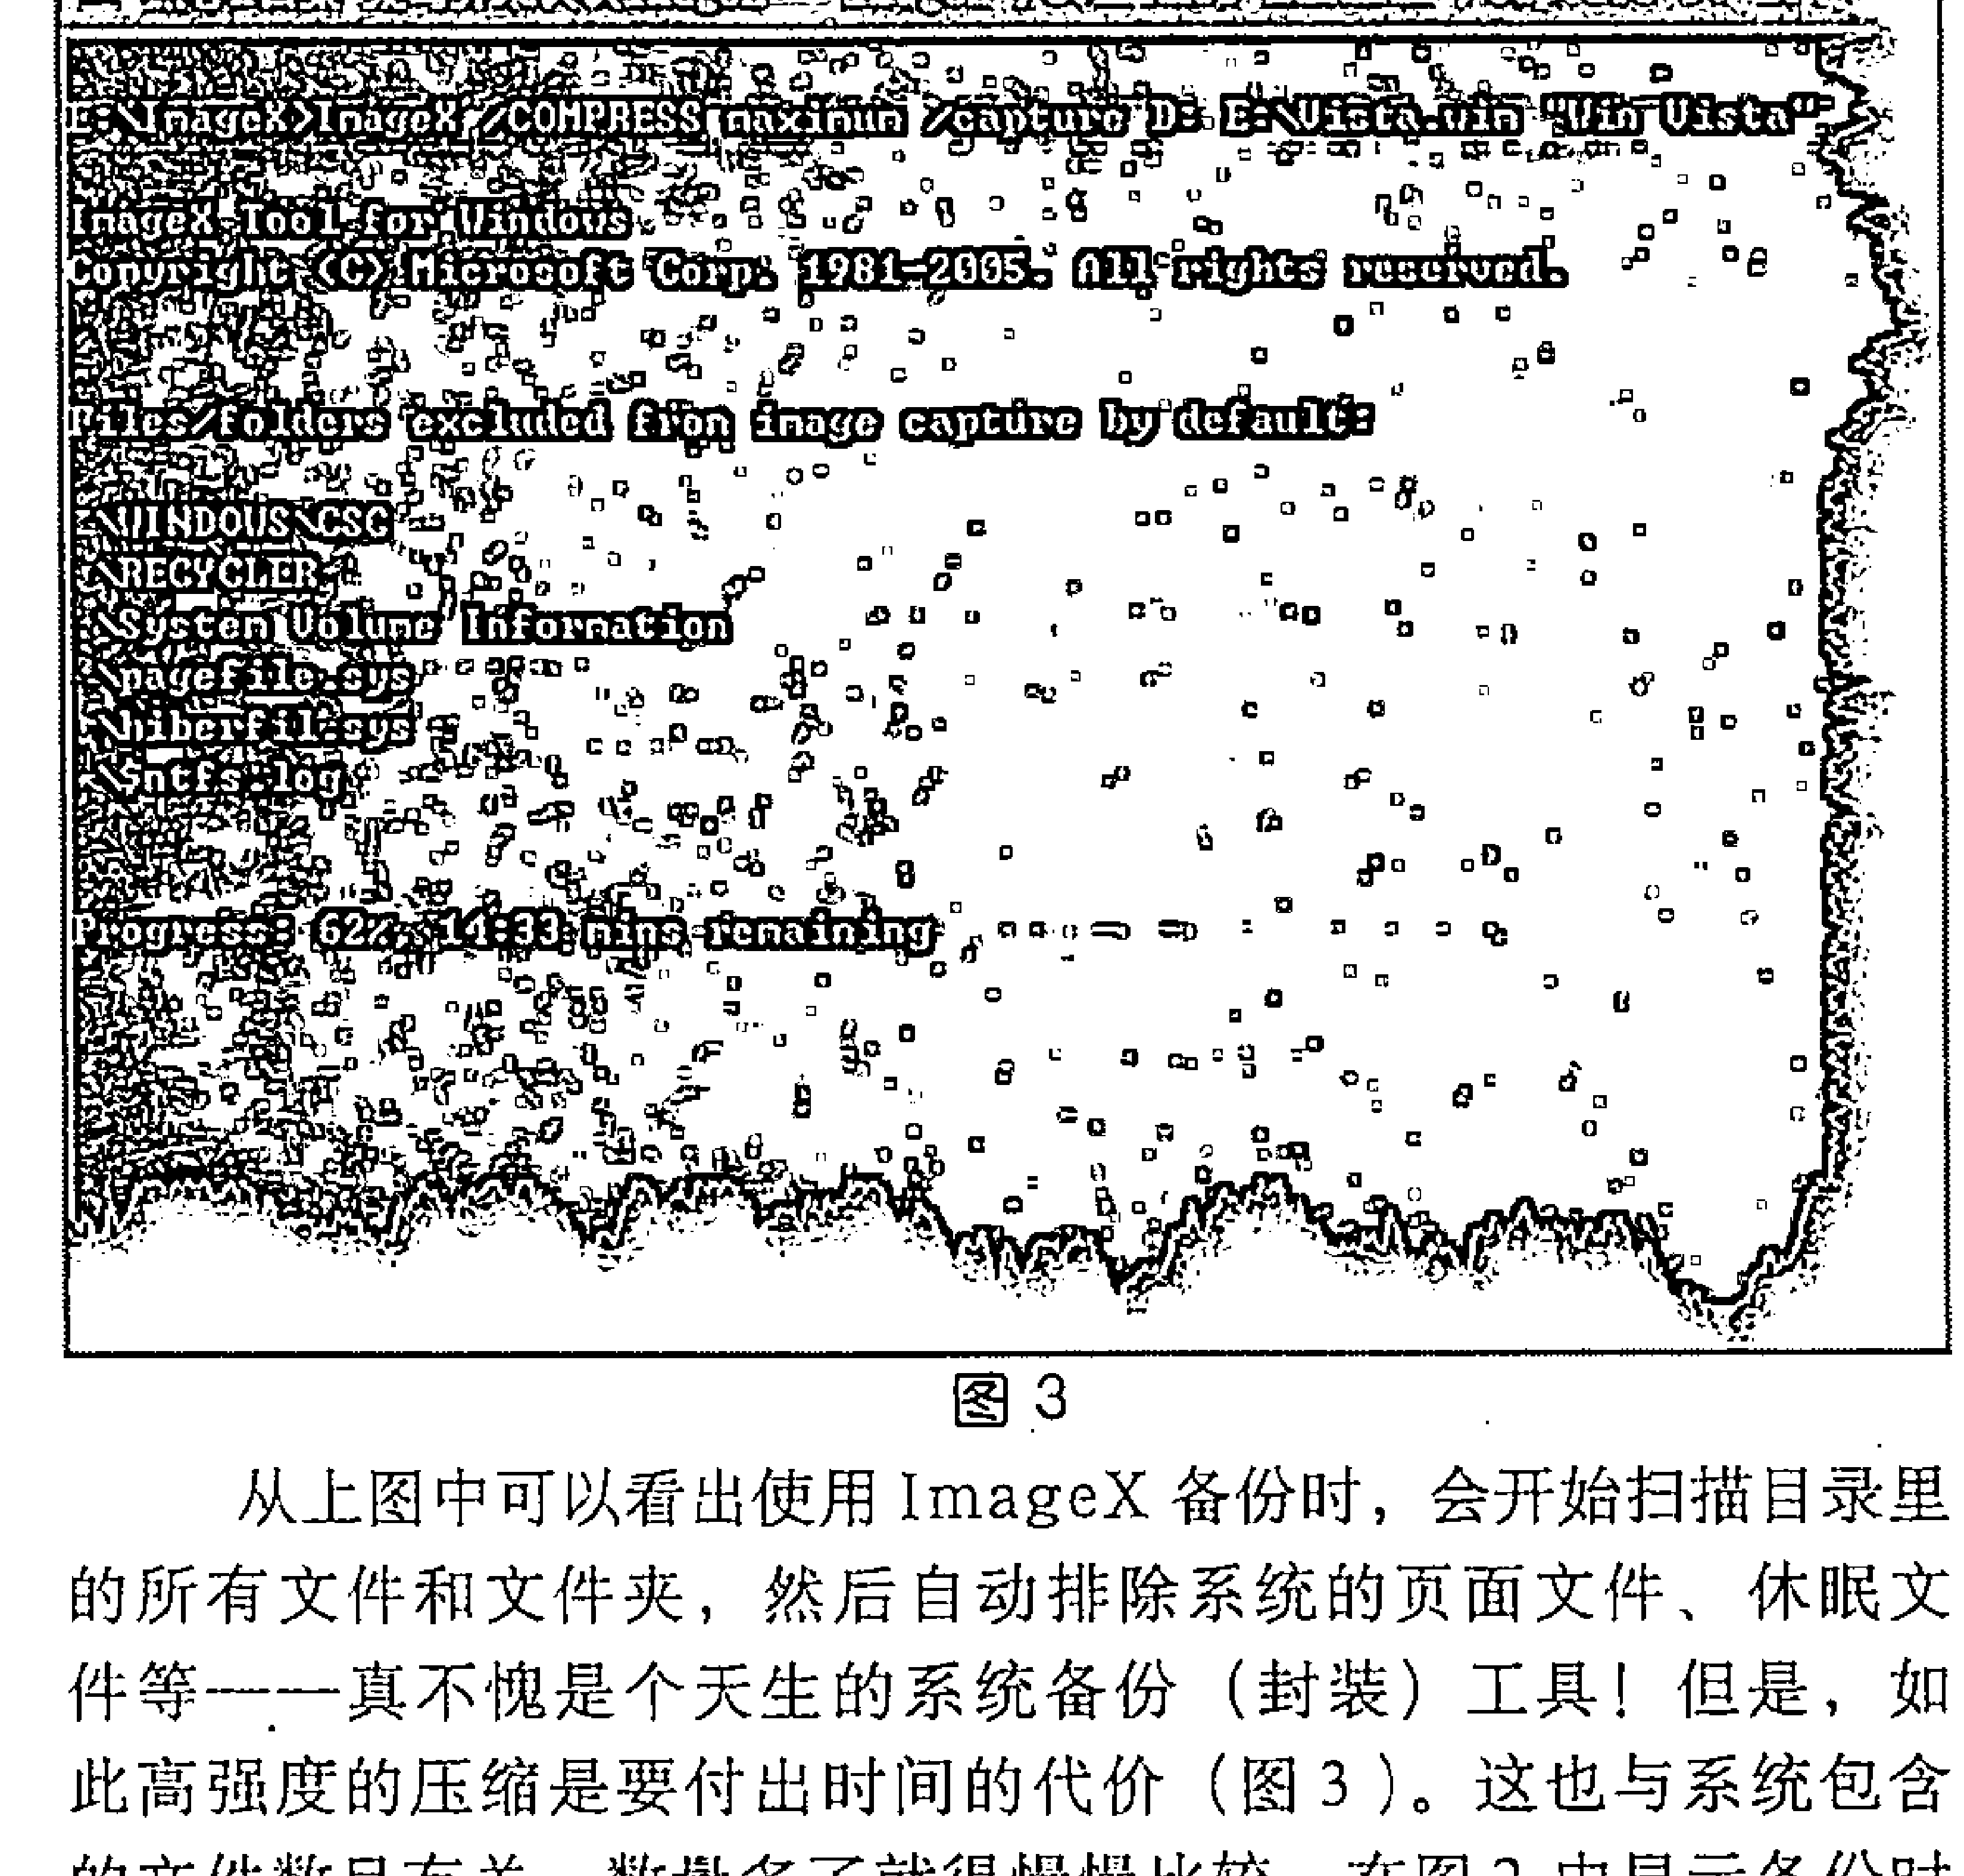 E:\ImageX>ImageX /COMPRESS maximum /capture D: E:\Vista.wim "Win Vista"
ImageX Tool for Windows
Copyright (C) Microsoft Corp. 1981-2005. All rights reserved.
Files/folders excluded from image capture by default:
\WINDOWS\CSC
\RECYCLER
\System Volume Information
\pagefile.sys
\hiberfil.sys
\$ntfs.log
Progress: 62%, 14:33 mins remaining
图 3
从上图中可以看出使用 ImageX 备份时，会开始扫描目录里
的所有文件和文件夹，然后自动排除系统的页面文件、休眠文
件等——真不愧是个天生的系统备份（封装）工具！但是，如
此高强度的压缩是要付出时间的代价（图 3）。这也与系统包含